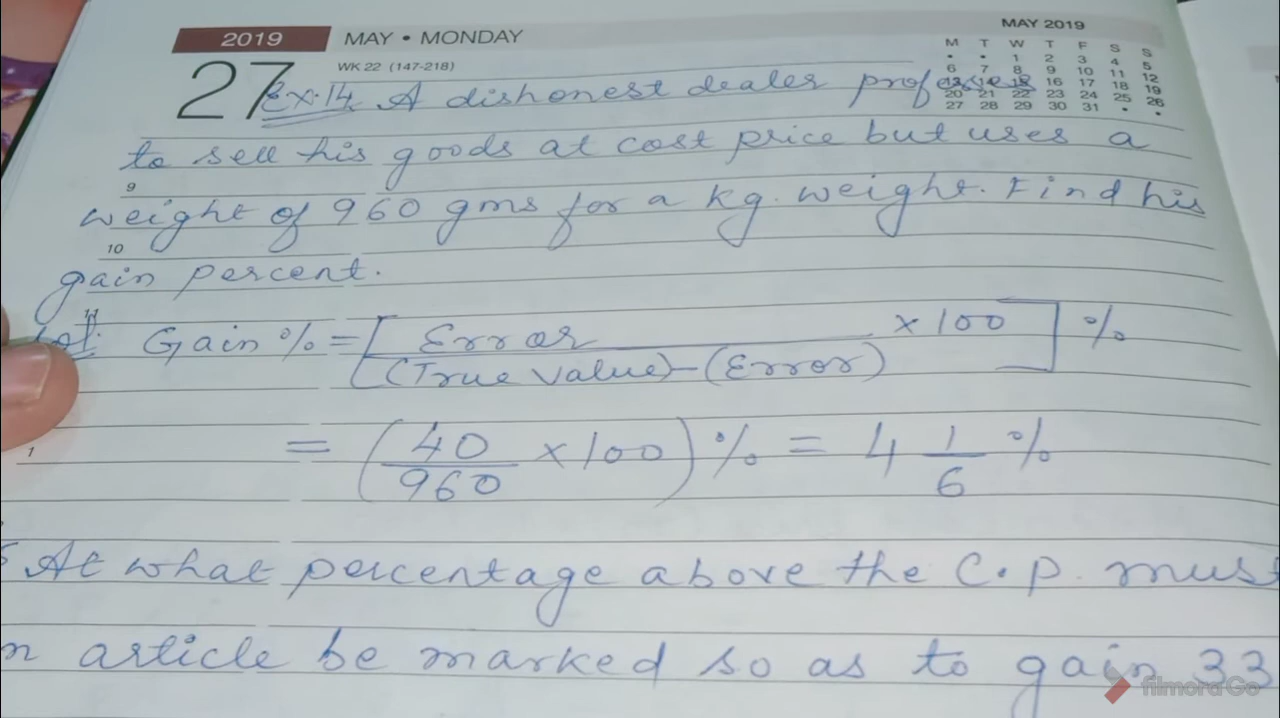 2019 MAY • MONDAY MAY 2019
27 WK 22 (147-218)
M T W T F S S
• • 1 2 3 4 5
6 7 8 9 10 11 12
13 14 15 16 17 18 19
20 21 22 23 24 25 26
27 28 29 30 31 • •
Ex.14 A dishonest dealer professes
to sell his goods at cost price but uses a
9
weight of 960 gms for a kg. weight. Find his
10
gain percent.
11
Sol: Gain % = [ Error / (True value) - (Error) × 100 ] %
= ( 40 / 960 × 100 ) % = 4 1/6 %
1
At what percentage above the C.P. must
n article be marked so as to gain 33
filmora Go